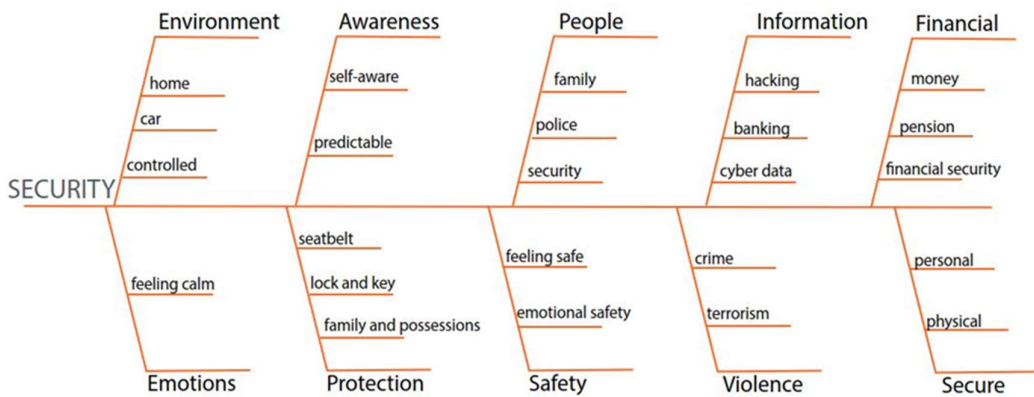 Environment
Awareness
People
Information
Financial
home
car
controlled
self-aware
predictable
family
police
security
hacking
banking
cyber data
money
pension
financial security
SECURITY
feeling calm
seatbelt
lock and key
family and possessions
feeling safe
emotional safety
crime
terrorism
personal
physical
Emotions
Protection
Safety
Violence
Secure